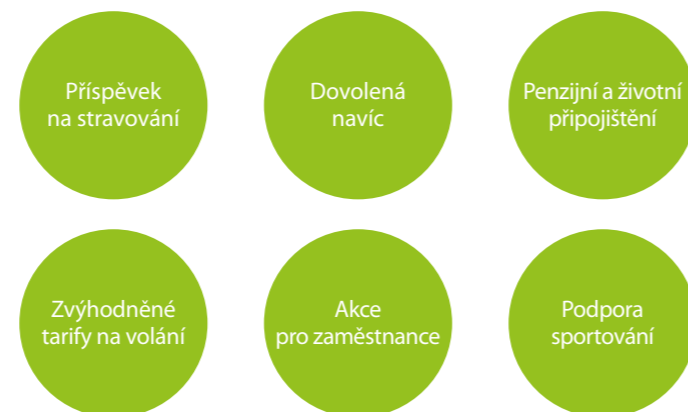 Příspěvek
na stravování
Dovolená
navíc
Penzijní a životní
připojištění
Zvýhodněné
tarify na volání
Akce
pro zaměstnance
Podpora
sportování